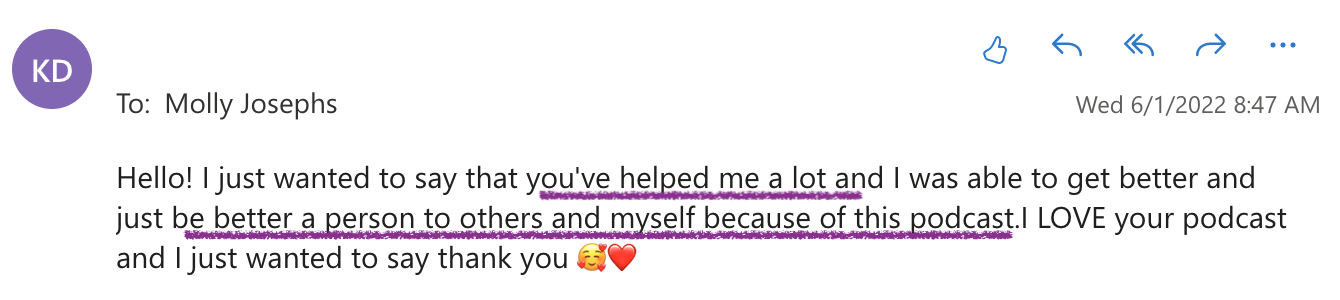 KD
To: Molly Josephs
Wed 6/1/2022 8:47 AM
Hello! I just wanted to say that you've helped me a lot and I was able to get better and
just be better a person to others and myself because of this podcast.I LOVE your podcast
and I just wanted to say thank you 🥰❤️